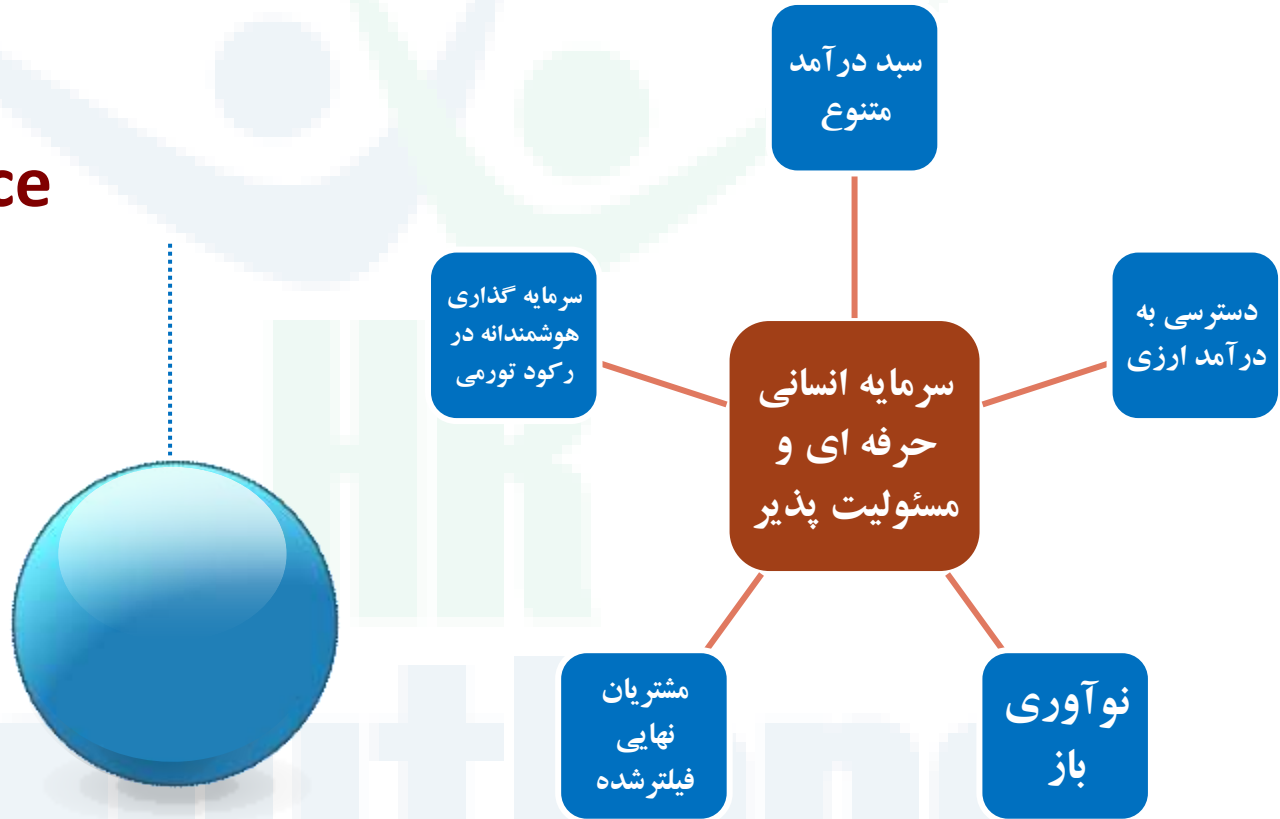 سبد درآمد
متنوع
ce
سرمایه گذاری
هوشمندانه در
رکود تورمی
دسترسی به
درآمد ارزی
سرمایه انسانی
حرفه ای و
مسئولیت پذیر
مشتریان
نهایی
فیلترشده
نوآوری
باز
HR